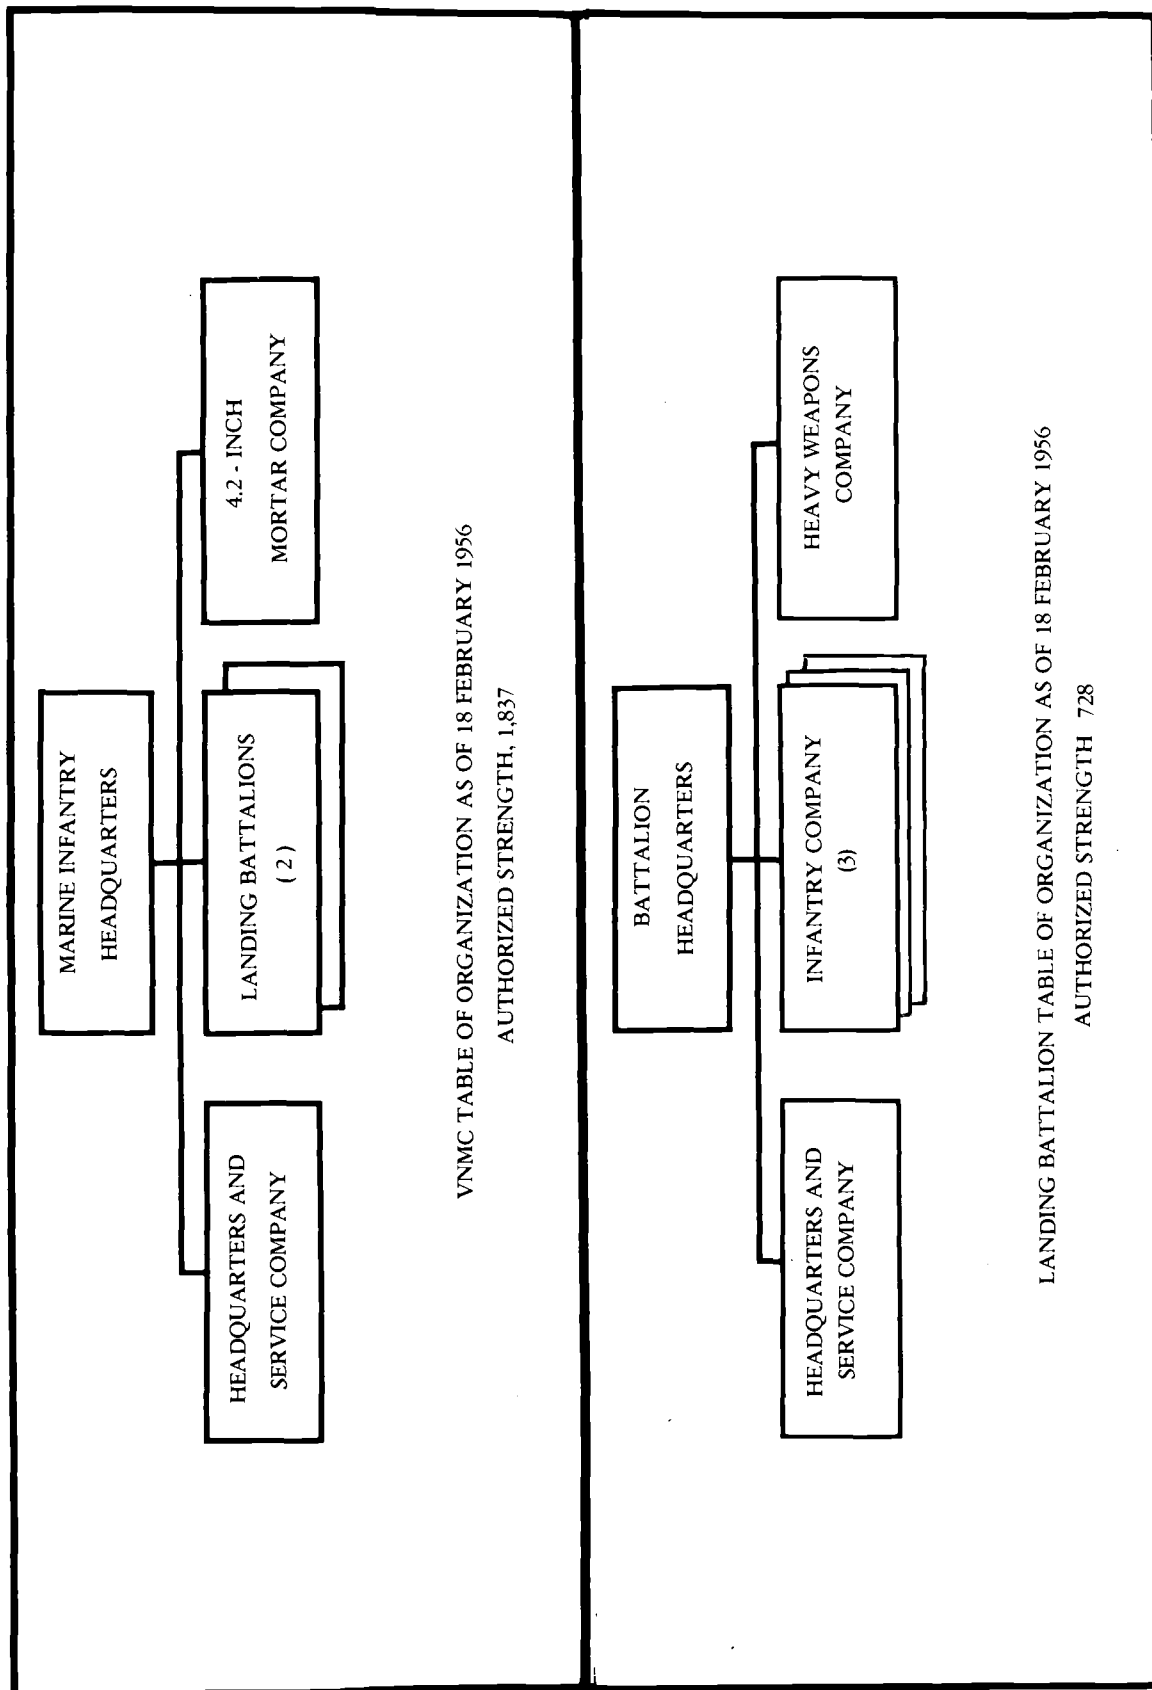 MARINE INFANTRY
HEADQUARTERS
HEADQUARTERS AND
SERVICE COMPANY
LANDING BATTALIONS
( 2 )
4.2 - INCH
MORTAR COMPANY
VNMC TABLE OF ORGANIZATION AS OF 18 FEBRUARY 1956
AUTHORIZED STRENGTH, 1,837
BATTALION
HEADQUARTERS
HEADQUARTERS AND
SERVICE COMPANY
INFANTRY COMPANY
(3)
HEAVY WEAPONS
COMPANY
LANDING BATTALION TABLE OF ORGANIZATION AS OF 18 FEBRUARY 1956
AUTHORIZED STRENGTH 728